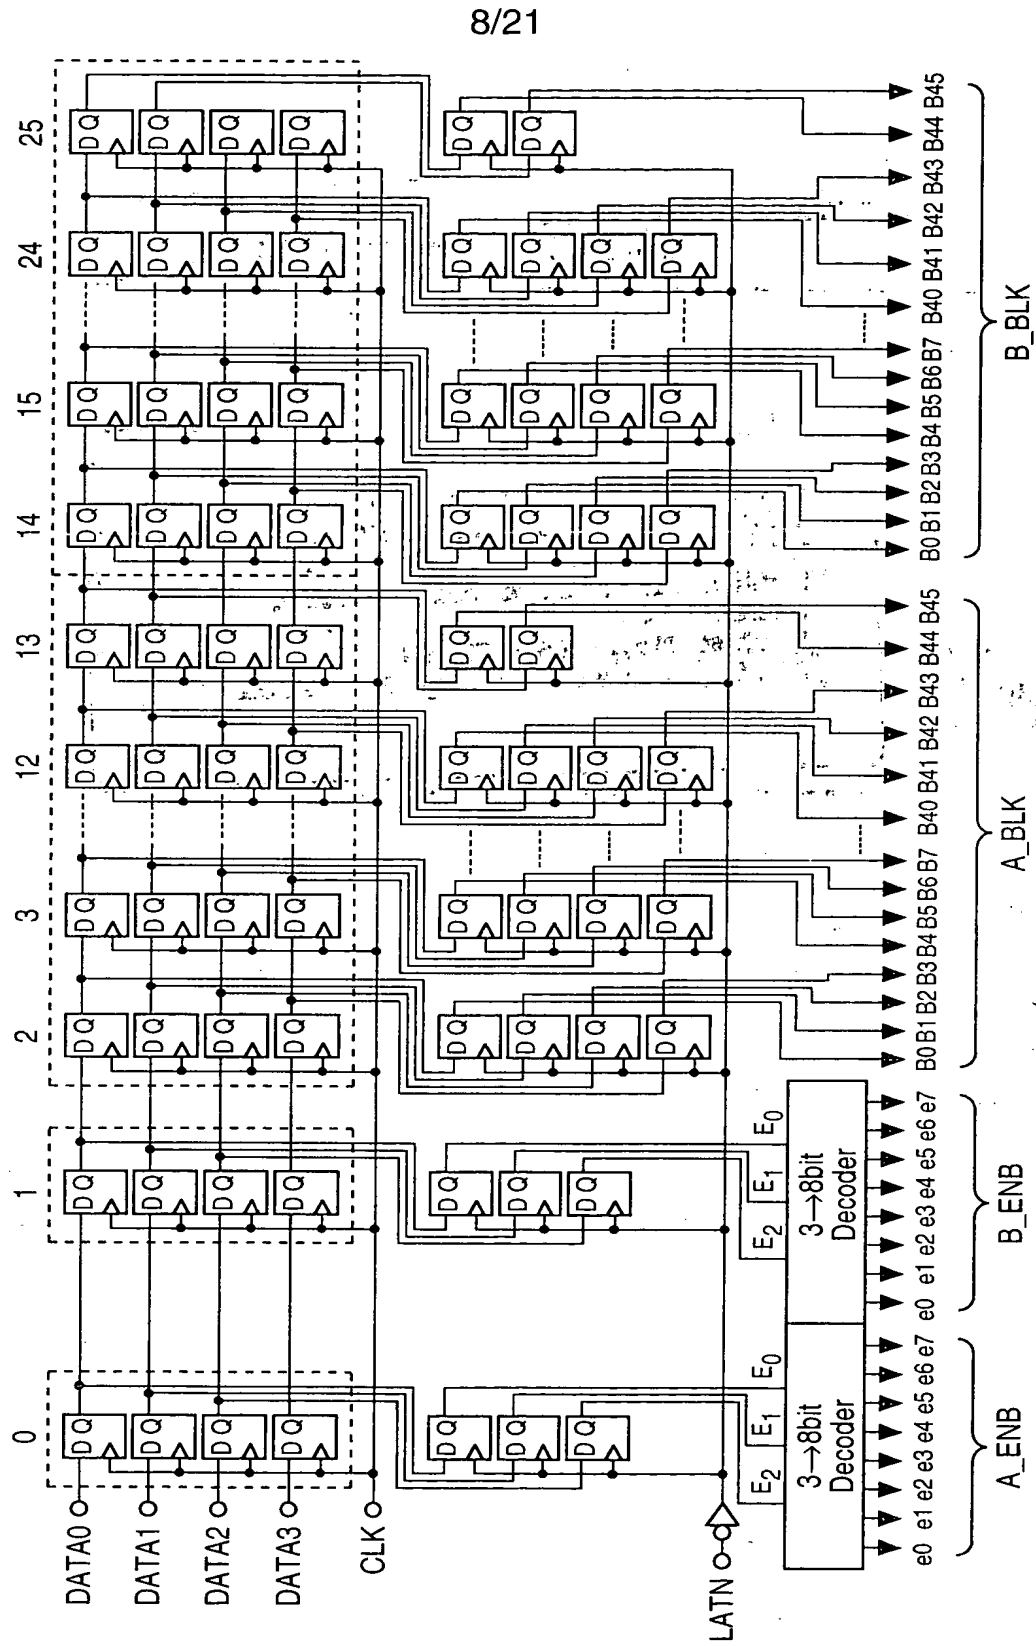 8/21
0 1 2 3 12 13 14 15 24 25
DATA0
D Q D Q D Q D Q D Q D Q D Q D Q D Q D Q
DATA1
D Q D Q D Q D Q D Q D Q D Q D Q D Q D Q
DATA2
D Q D Q D Q D Q D Q D Q D Q D Q D Q D Q
DATA3
D Q D Q D Q D Q D Q D Q D Q D Q D Q D Q
CLK
D Q D Q D Q D Q D Q D Q D Q D Q D Q D Q
D Q D Q D Q D Q D Q D Q D Q D Q D Q D Q
D Q D Q D Q D Q D Q D Q D Q D Q
D Q D Q D Q D Q D Q D Q
LATN
E2 E1 E0 E2 E1 E0
3→8bit
Decoder
3→8bit
Decoder
e0 e1 e2 e3 e4 e5 e6 e7 e0 e1 e2 e3 e4 e5 e6 e7 B0 B1 B2 B3 B4 B5 B6 B7 B40 B41 B42 B43 B44 B45 B0 B1 B2 B3 B4 B5 B6 B7 B40 B41 B42 B43 B44 B45
A_ENB B_ENB A_BLK B_BLK